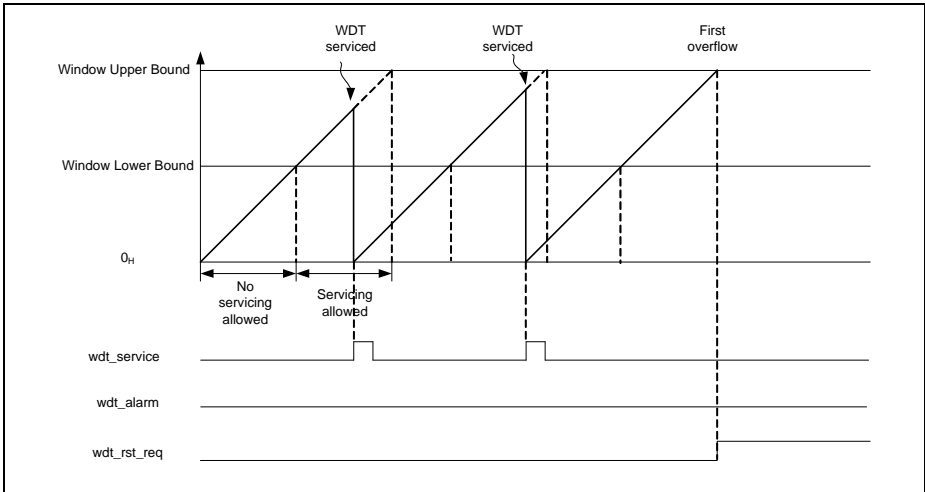 WDT
serviced
WDT
serviced
First
overflow
Window Upper Bound
Window Lower Bound
0H
No
servicing
allowed
Servicing
allowed
wdt_service
wdt_alarm
wdt_rst_req